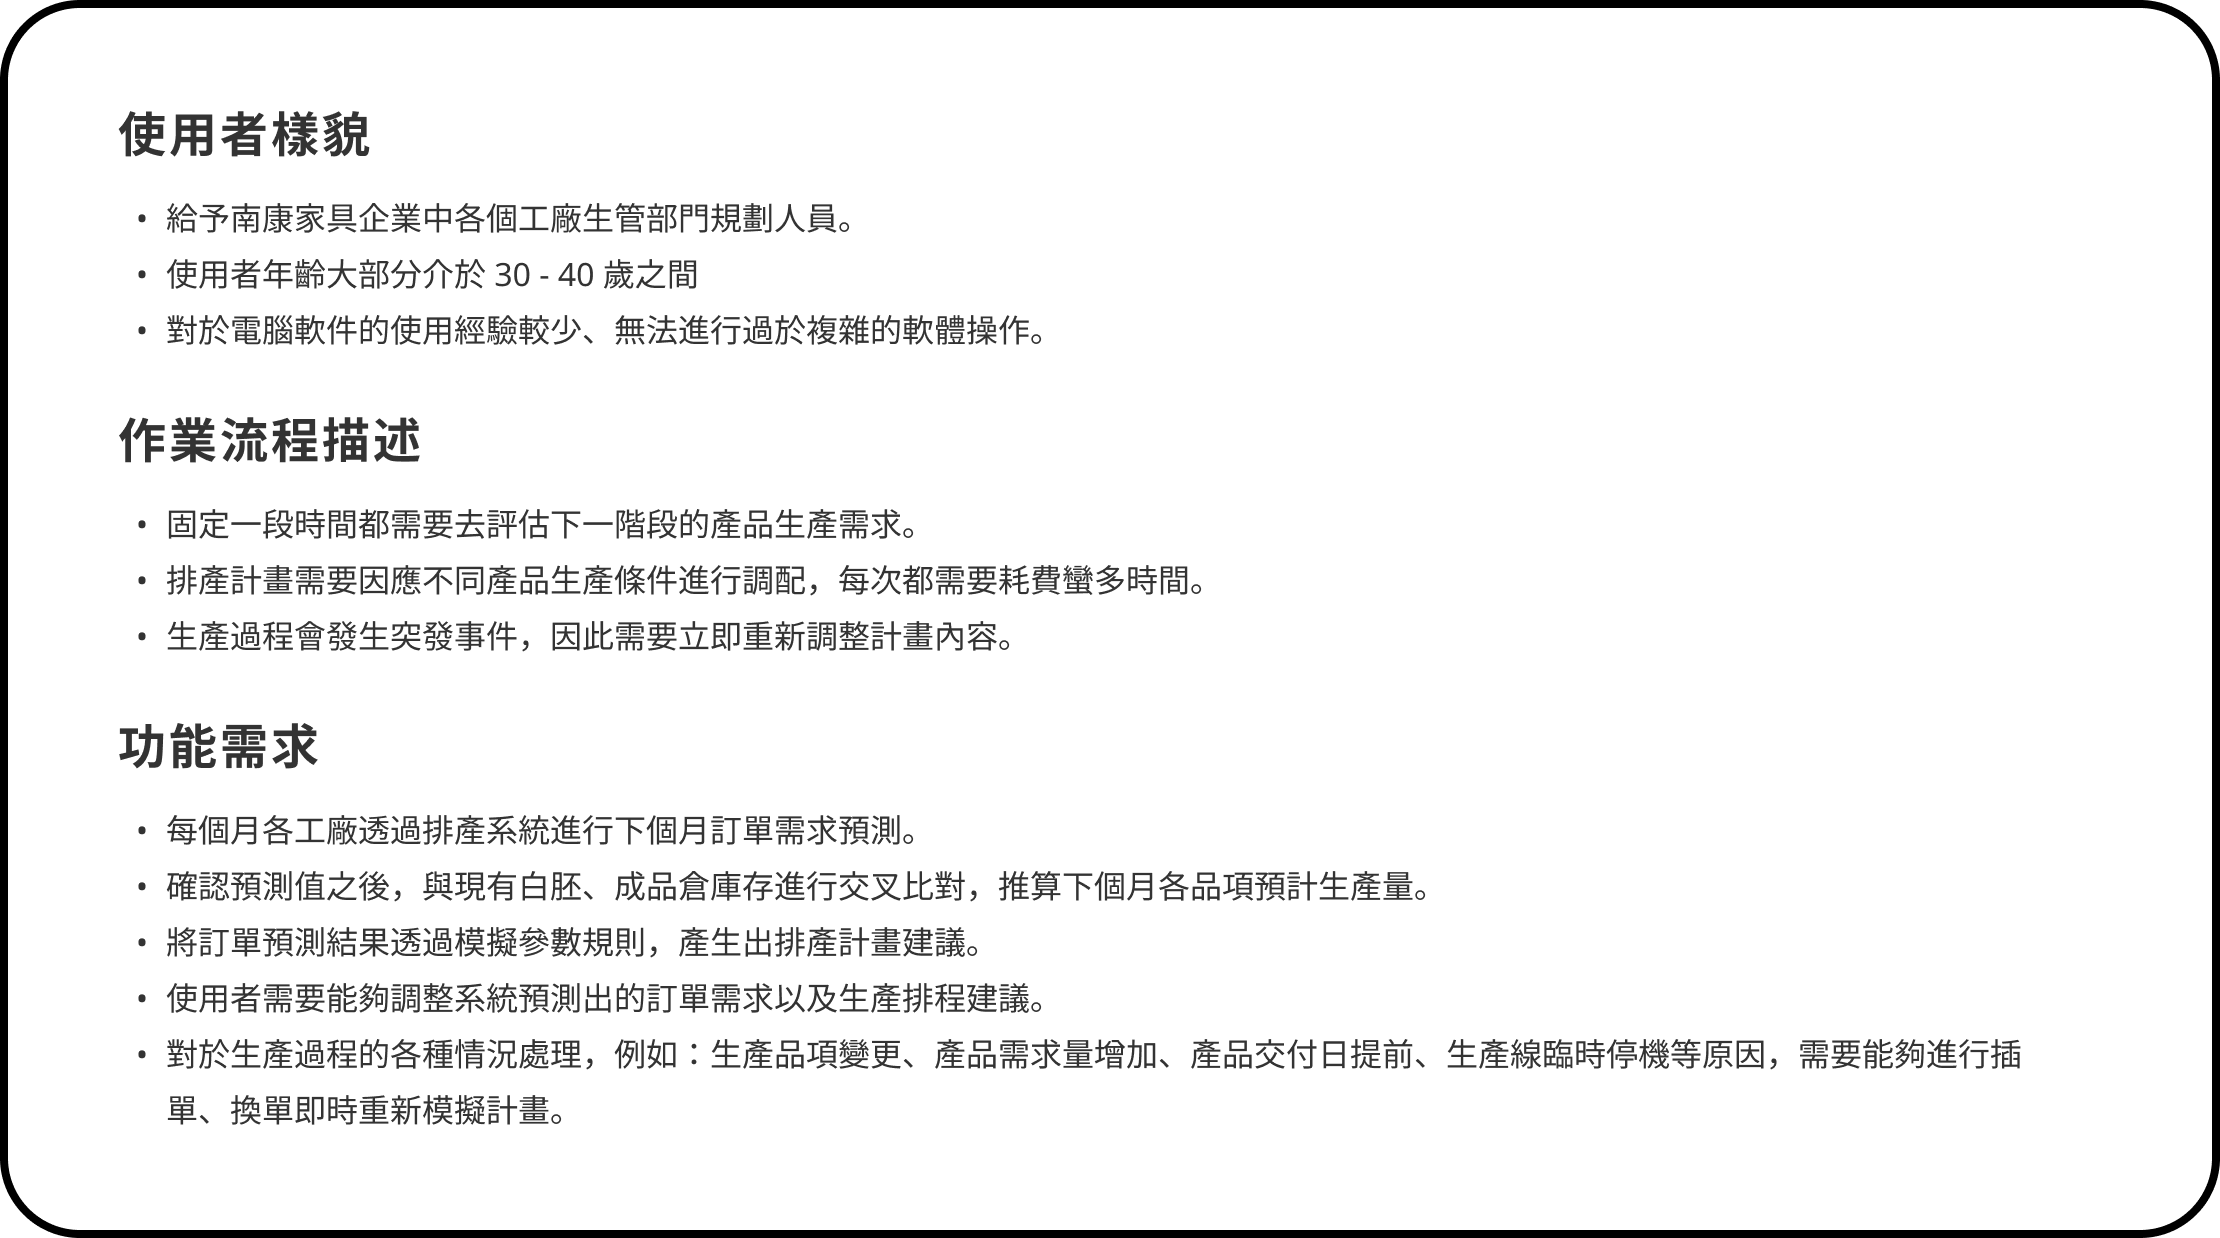 使用者樣貌
• 給予南康家具企業中各個工廠生管部門規劃人員。
• 使用者年齡大部分介於 30 - 40 歲之間
• 對於電腦軟件的使用經驗較少、無法進行過於複雜的軟體操作。
作業流程描述
• 固定一段時間都需要去評估下一階段的產品生產需求。
• 排產計畫需要因應不同產品生產條件進行調配，每次都需要耗費蠻多時間。
• 生產過程會發生突發事件，因此需要立即重新調整計畫內容。
功能需求
• 每個月各工廠透過排產系統進行下個月訂單需求預測。
• 確認預測值之後，與現有白胚、成品倉庫存進行交叉比對，推算下個月各品項預計生產量。
• 將訂單預測結果透過模擬參數規則，產生出排產計畫建議。
• 使用者需要能夠調整系統預測出的訂單需求以及生產排程建議。
• 對於生產過程的各種情況處理，例如：生產品項變更、產品需求量增加、產品交付日提前、生產線臨時停機等原因，需要能夠進行插
單、換單即時重新模擬計畫。